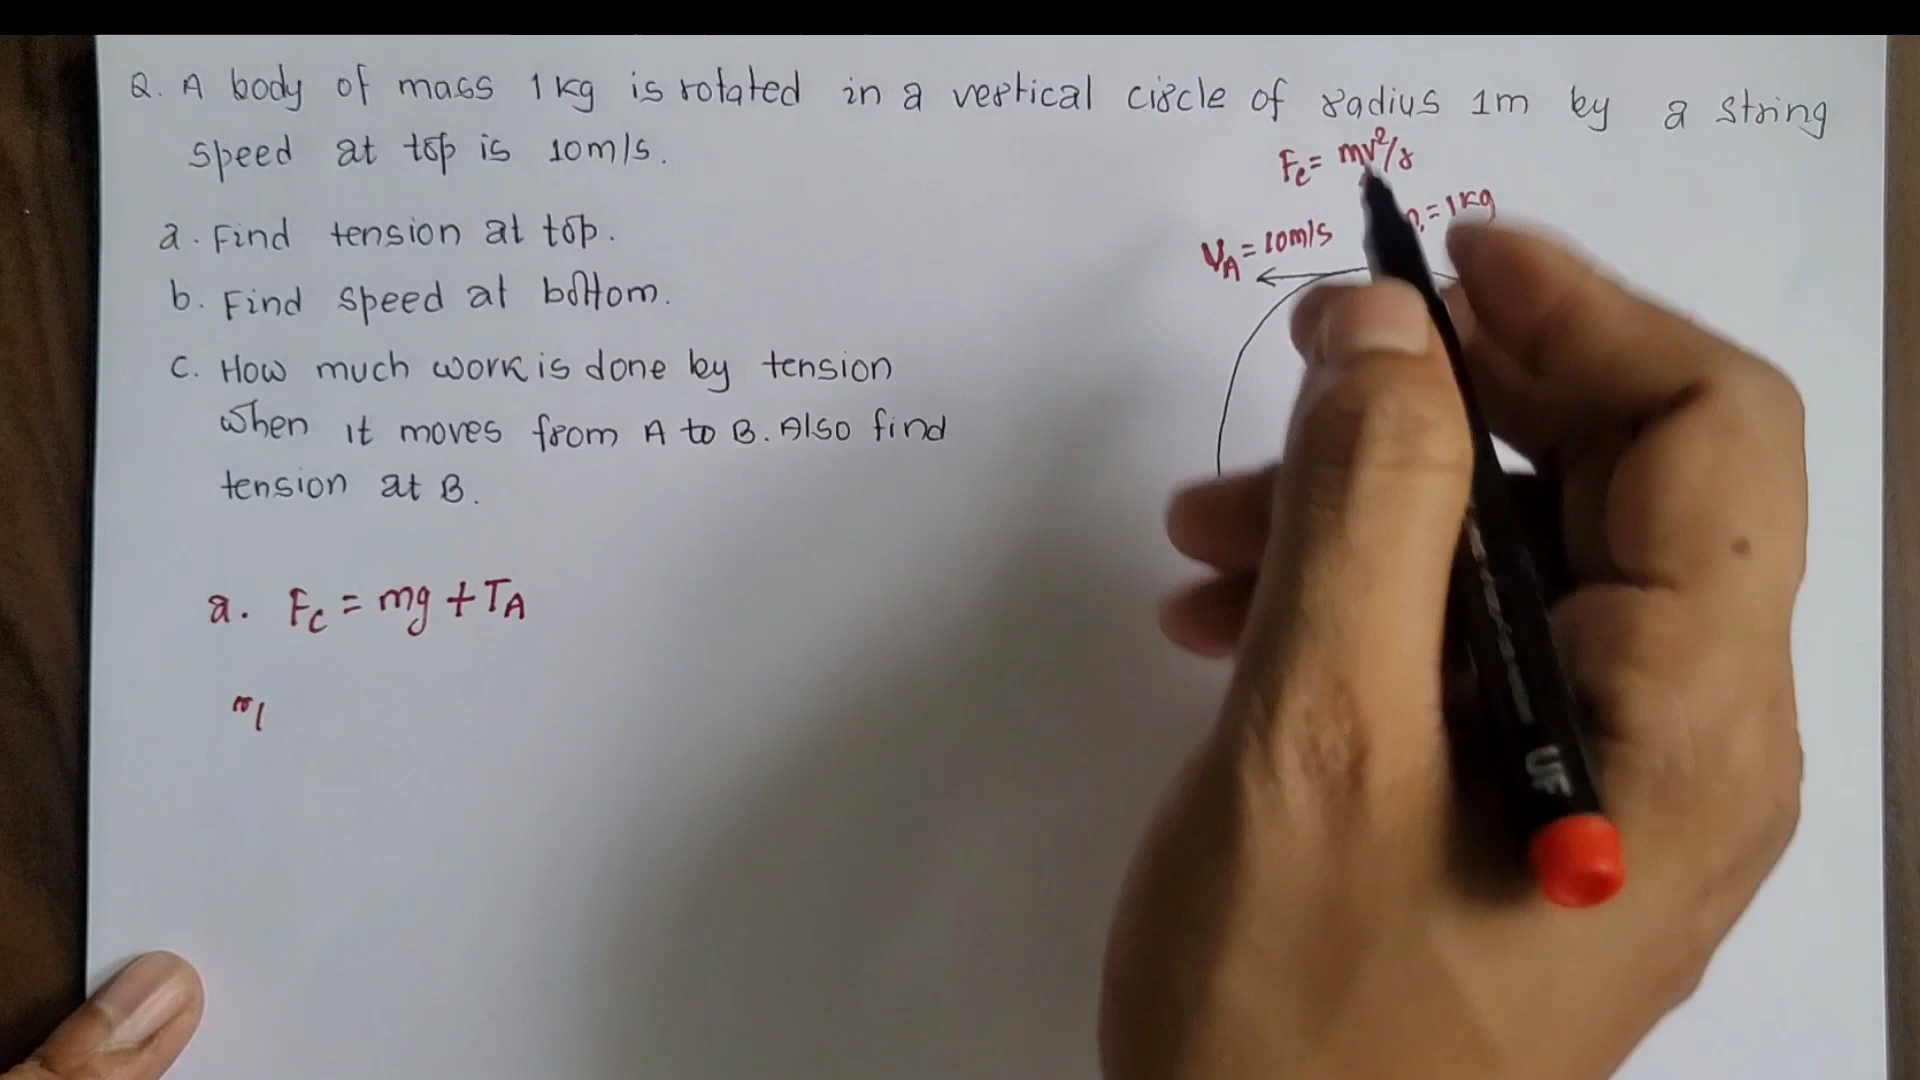 Q. A body of mass 1kg is rotated in a vertical circle of radius 1m by a string
speed at top is 10m/s.
Fc = mv²/r
= 1kg
VA = 10m/s
a. Find tension at top.
b. Find speed at bottom.
c. How much work is done by tension
when it moves from A to B. Also find
tension at B.
a. Fc = mg + TA